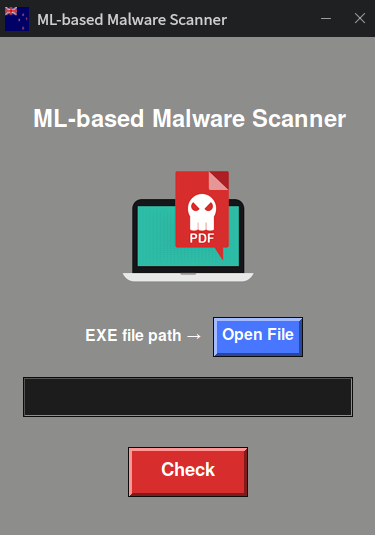 ML-based Malware Scanner
ML-based Malware Scanner
PDF
EXE file path → Open File
Check